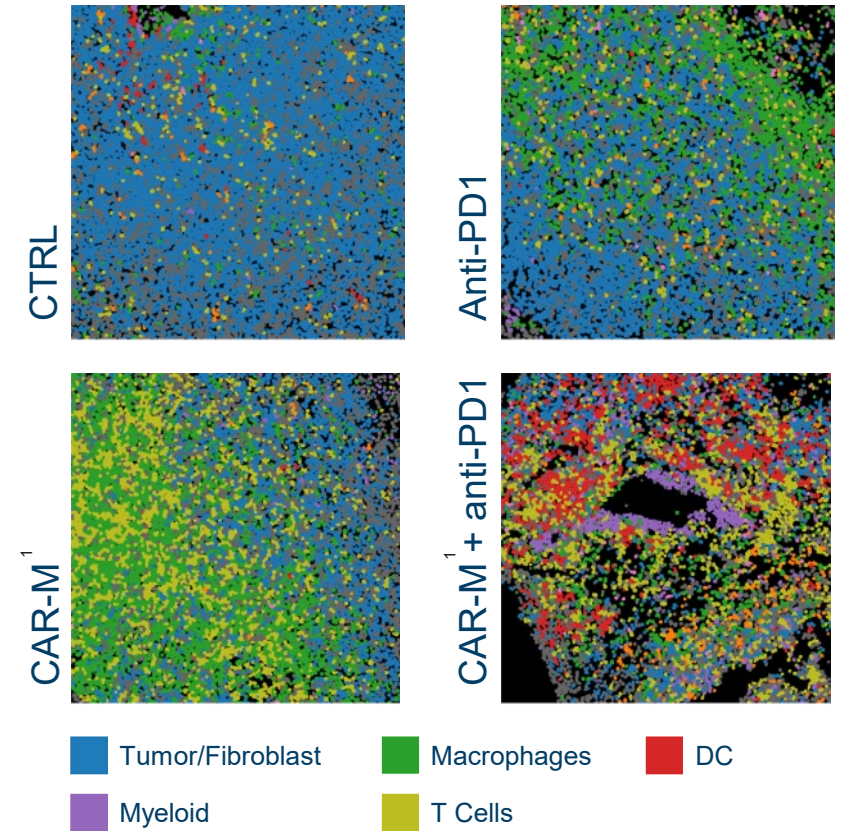 CTRL
Anti-PD1
CAR-M¹
CAR-M¹ + anti-PD1
Tumor/Fibroblast
Macrophages
DC
Myeloid
T Cells